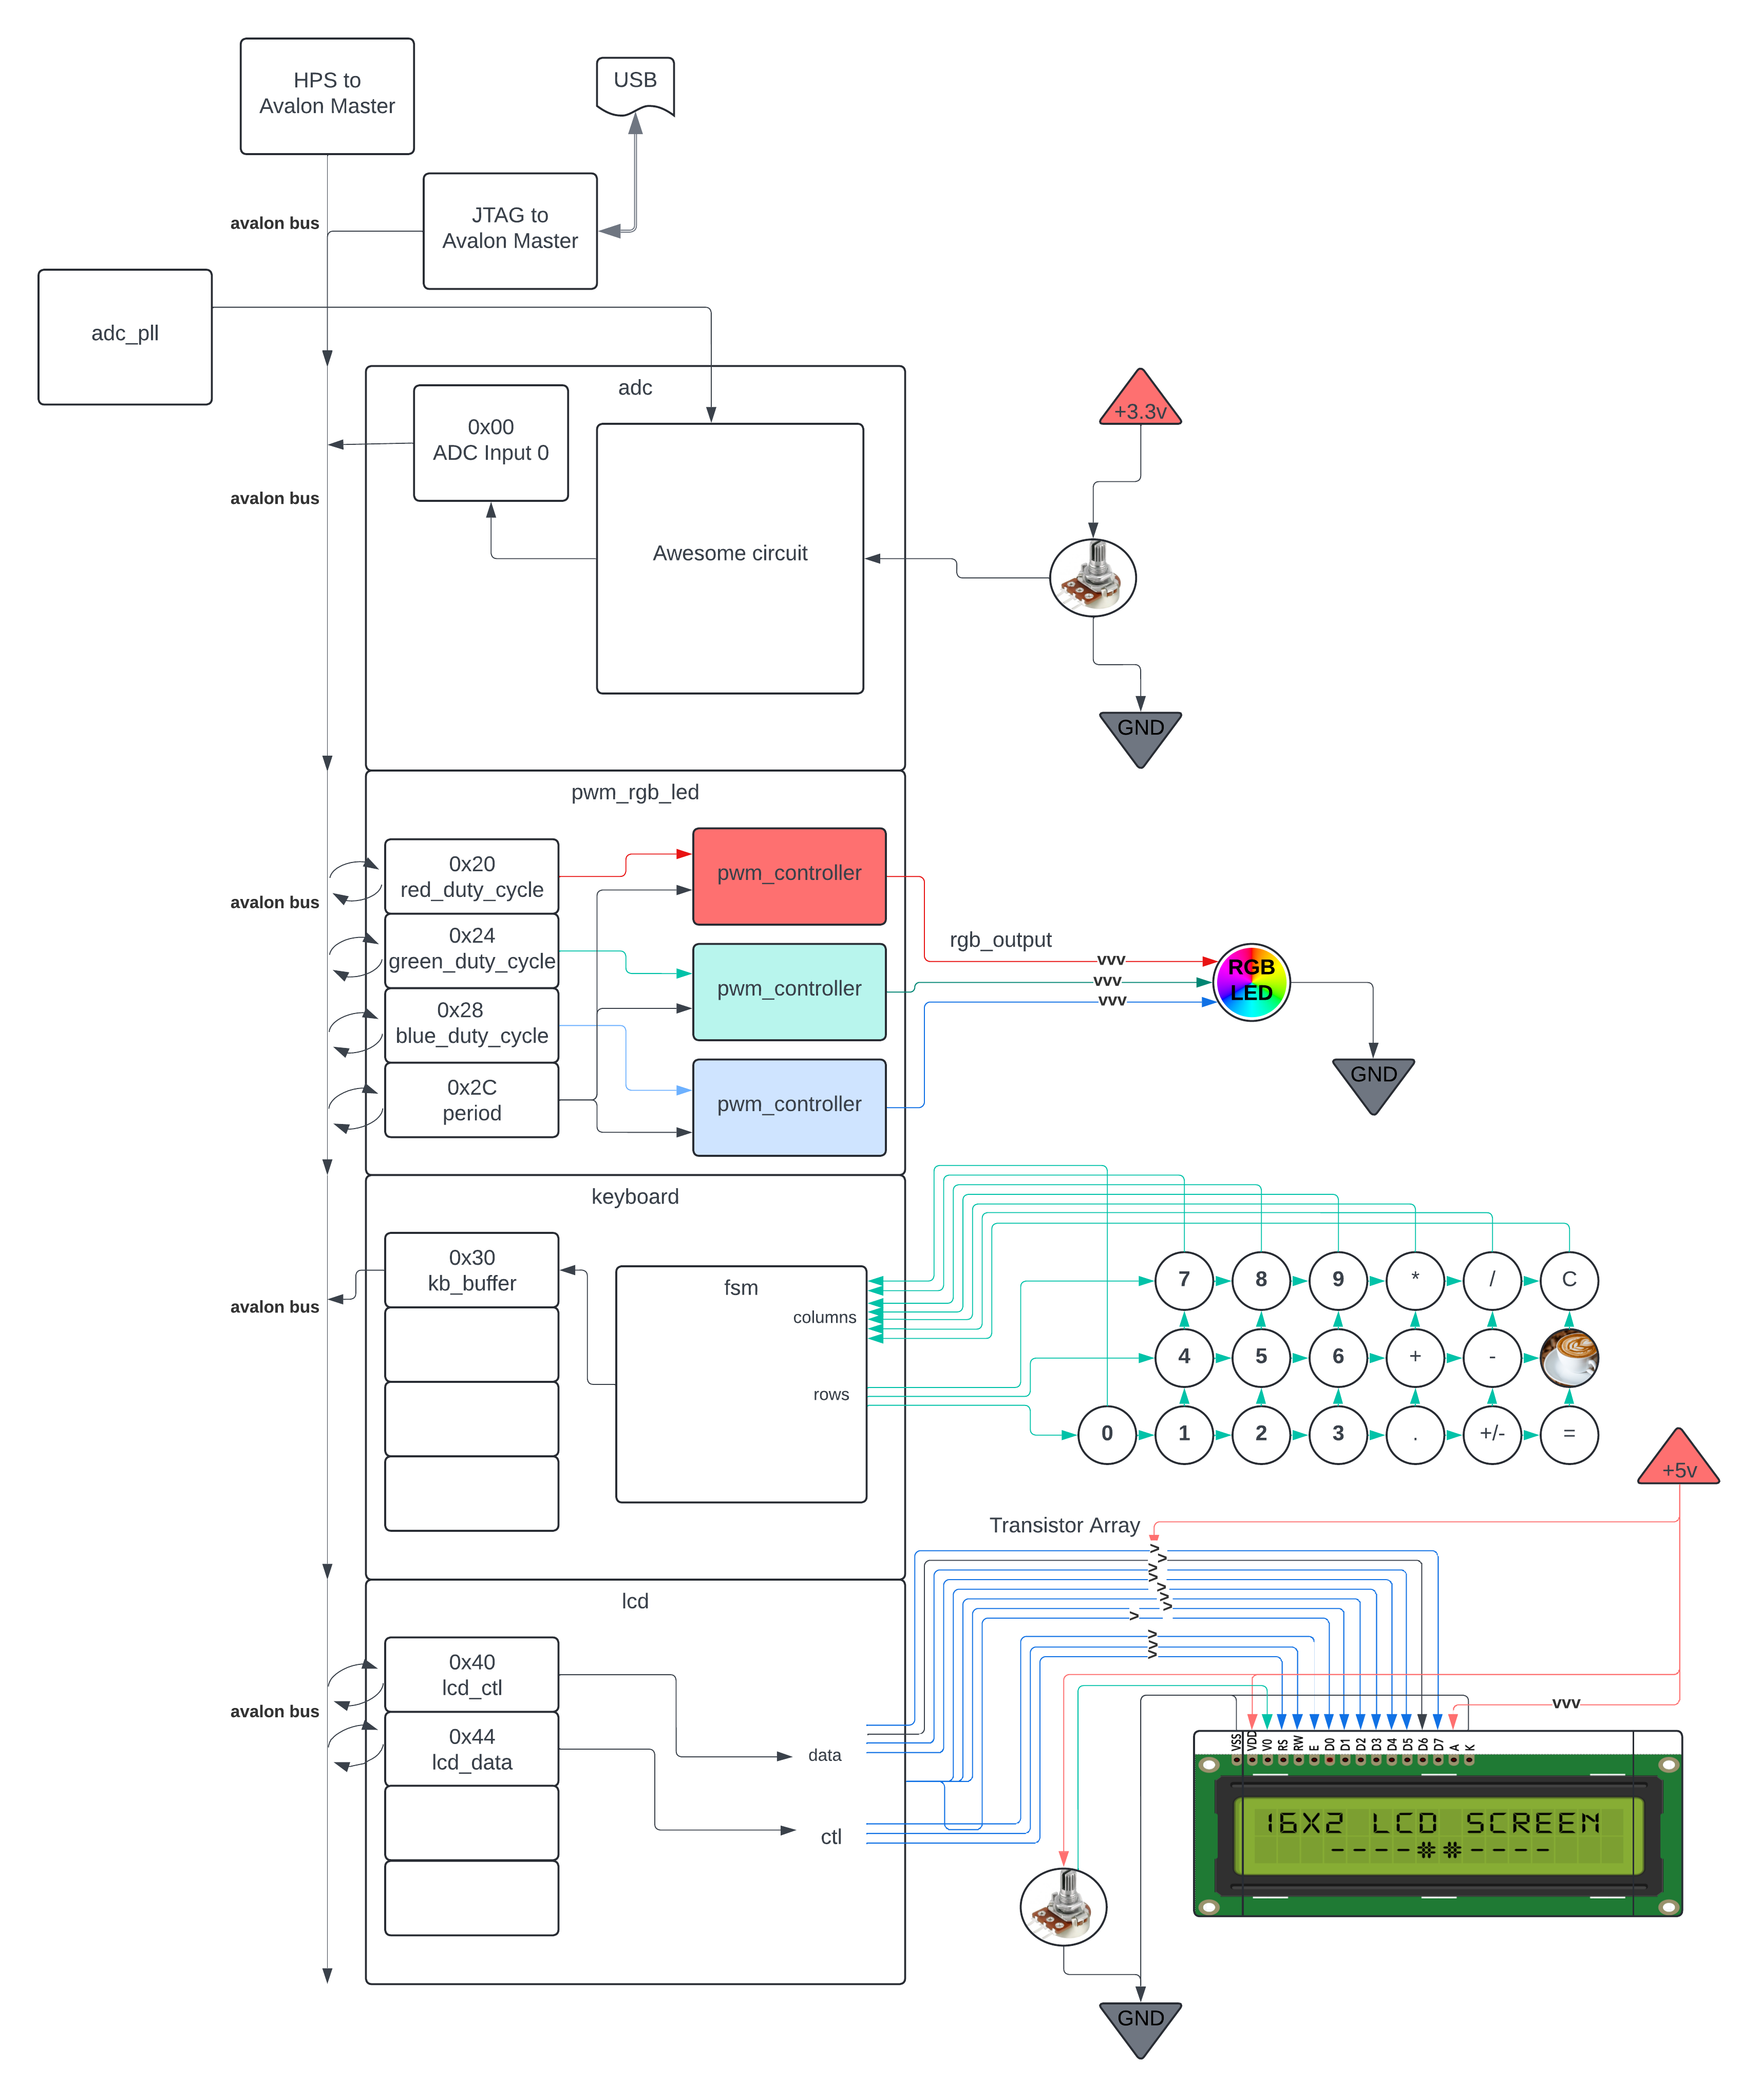 HPS to
Avalon Master
USB
avalon bus
JTAG to
Avalon Master
adc_pll
adc
0x00
ADC Input 0
avalon bus
Awesome circuit
+3.3v
GND
pwm_rgb_led
0x20
red_duty_cycle
0x24
green_duty_cycle
0x28
blue_duty_cycle
0x2C
period
avalon bus
pwm_controller
pwm_controller
pwm_controller
rgb_output
vvv
vvv
vvv
RGB
LED
GND
keyboard
0x30
kb_buffer
avalon bus
fsm
columns
rows
7 8 9 * / C
4 5 6 + -
0 1 2 3 . +/- =
+5v
Transistor Array
>
>
>
>
>
>
>
>
>
>
>
lcd
0x40
lcd_ctl
0x44
lcd_data
avalon bus
data
ctl
vvv
VSS VDD V0 RS RW E D0 D1 D2 D3 D4 D5 D6 D7 A K
16X2 LCD SCREEN
----##----
GND